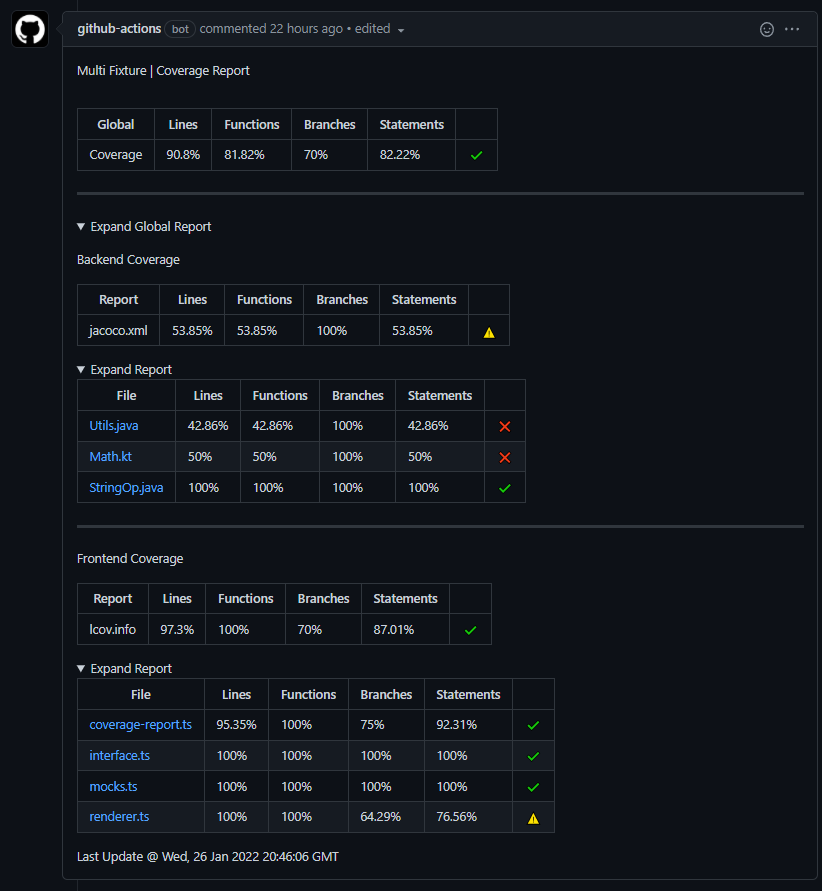 github-actions bot commented 22 hours ago • edited
Multi Fixture | Coverage Report
Global Lines Functions Branches Statements
Coverage 90.8% 81.82% 70% 82.22%
Expand Global Report
Backend Coverage
Report Lines Functions Branches Statements
jacoco.xml 53.85% 53.85% 100% 53.85%
Expand Report
File Lines Functions Branches Statements
Utils.java 42.86% 42.86% 100% 42.86%
Math.kt 50% 50% 100% 50%
StringOp.java 100% 100% 100% 100%
Frontend Coverage
Report Lines Functions Branches Statements
lcov.info 97.3% 100% 70% 87.01%
Expand Report
File Lines Functions Branches Statements
coverage-report.ts 95.35% 100% 75% 92.31%
interface.ts 100% 100% 100% 100%
mocks.ts 100% 100% 100% 100%
renderer.ts 100% 100% 64.29% 76.56%
Last Update @ Wed, 26 Jan 2022 20:46:06 GMT